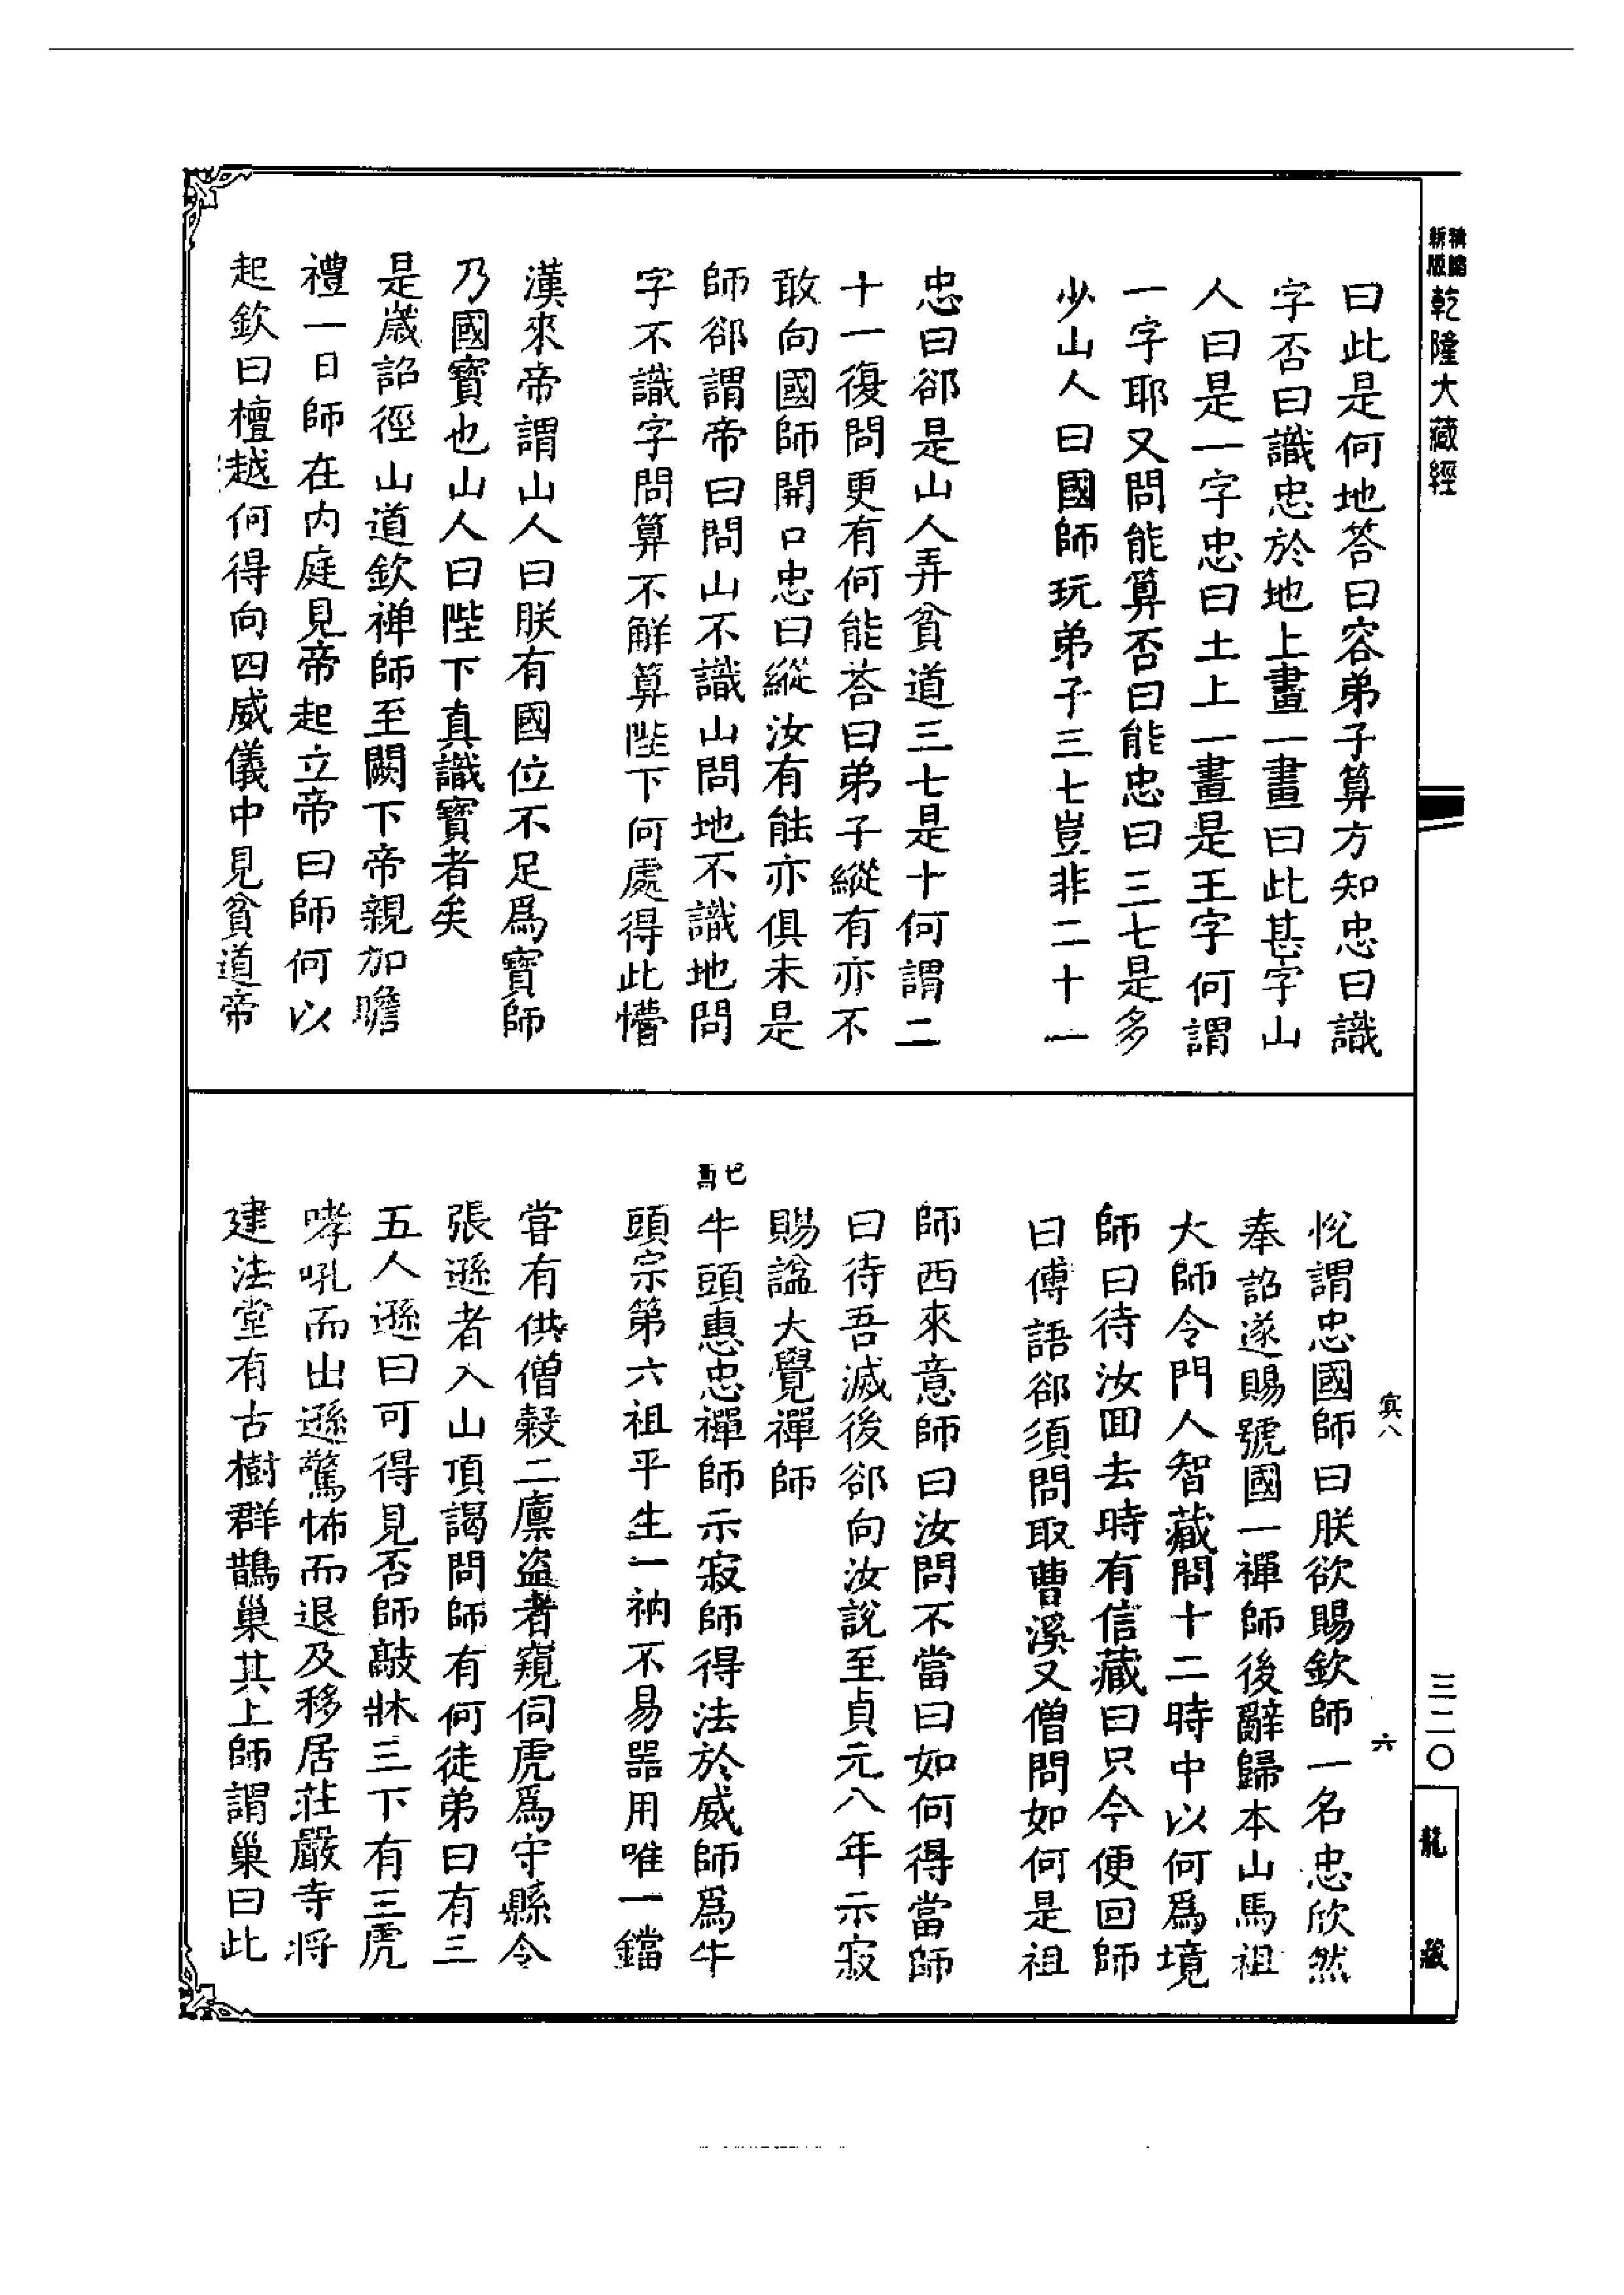 精縮
新版
乾隆大藏經
曰此是何地答曰容弟子算方知忠曰識
字否曰識忠於地上畫一畫曰此甚字山
人曰是一字忠曰土上一畫是王字何謂
一字耶又問能算否曰能忠曰三七是多
少山人曰國師玩弟子三七豈非二十一
忠曰郤是山人弄貧道三七是十何謂二
十一復問更有何能荅曰弟子縱有亦不
敢向國師開口忠曰縱汝有能亦俱未是
師郤謂帝曰問山不識山問地不識地問
字不識字問算不解算陛下何處得此懵
漢來帝謂山人曰朕有國位不足爲寶師
乃國寶也山人曰陛下真識寶者矣
是歲詔徑山道欽禅師至闕下帝親加瞻
禮一日師在内庭見帝起立帝曰師何以
起欽曰檀越何得向四威儀中見貧道帝
悅謂忠國師曰朕欲賜欽師一名忠欣然
奉詔遂賜號國一禪師後辭歸本山馬祖
大師令門人智藏問十二時中以何爲境
師曰待汝回去時有信藏曰只今便回師
曰傳語郤須問取曹溪又僧問如何是祖
師西來意師曰汝問不當曰如何得當師
曰待吾滅後郤向汝說至貞元八年示寂
賜諡大覺禪師
牛頭惠忠禪師示寂師得法於威師爲牛
頭宗第六祖平生一衲不易器用唯一鐺
甞有供僧榖二廪盗者窺伺虎爲守縣令
張遜者入山頂謁問師有何徒弟曰有三
五人遜曰可得見否師敲牀三下有三虎
哮吼而出遜驚怖而退及移居莊嚴寺将
建法堂有古樹群鵲巢其上師謂巢曰此
六
三二〇
龍藏